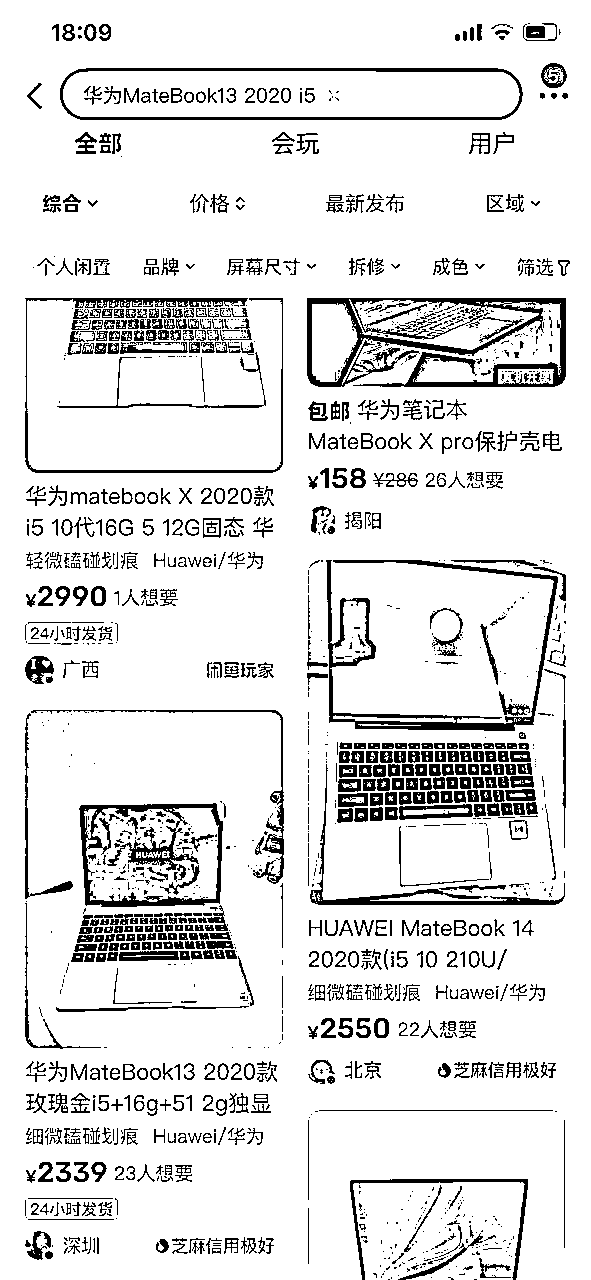 18:09
华为MateBook13 2020 i5 ×
全部 会玩 用户
综合 价格 最新发布 区域
个人闲置 品牌 屏幕尺寸 拆修 成色 筛选
华为matebook X 2020款
i5 10代16G 5 12G固态 华
轻微磕碰划痕 Huawei/华为
¥2990 1人想要
24小时发货
广西 闲鱼玩家
HUAWEI
华为MateBook13 2020款
玫瑰金i5+16g+51 2g独显
细微磕碰划痕 Huawei/华为
¥2339 23人想要
24小时发货
深圳 芝麻信用极好
包邮 华为笔记本
MateBook X pro保护壳电
¥158 ¥286 26人想要
揭阳
HUAWEI MateBook 14
2020款(i5 10 210U/
细微磕碰划痕 Huawei/华为
¥2550 22人想要
北京 芝麻信用极好